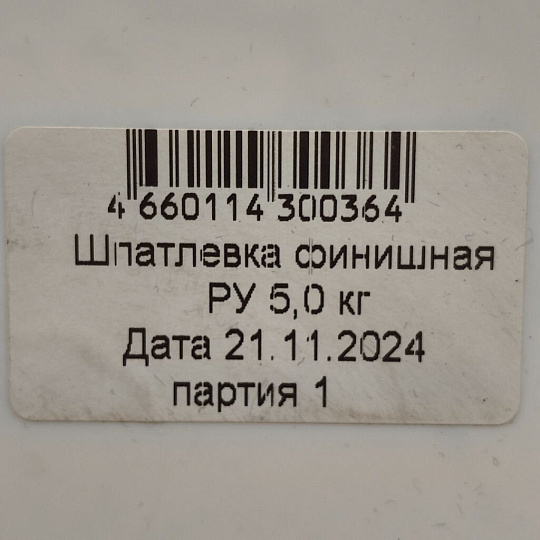 4 660114 300364
Шпатлевка финишная
РУ 5,0 кг
Дата 21.11.2024
партия 1